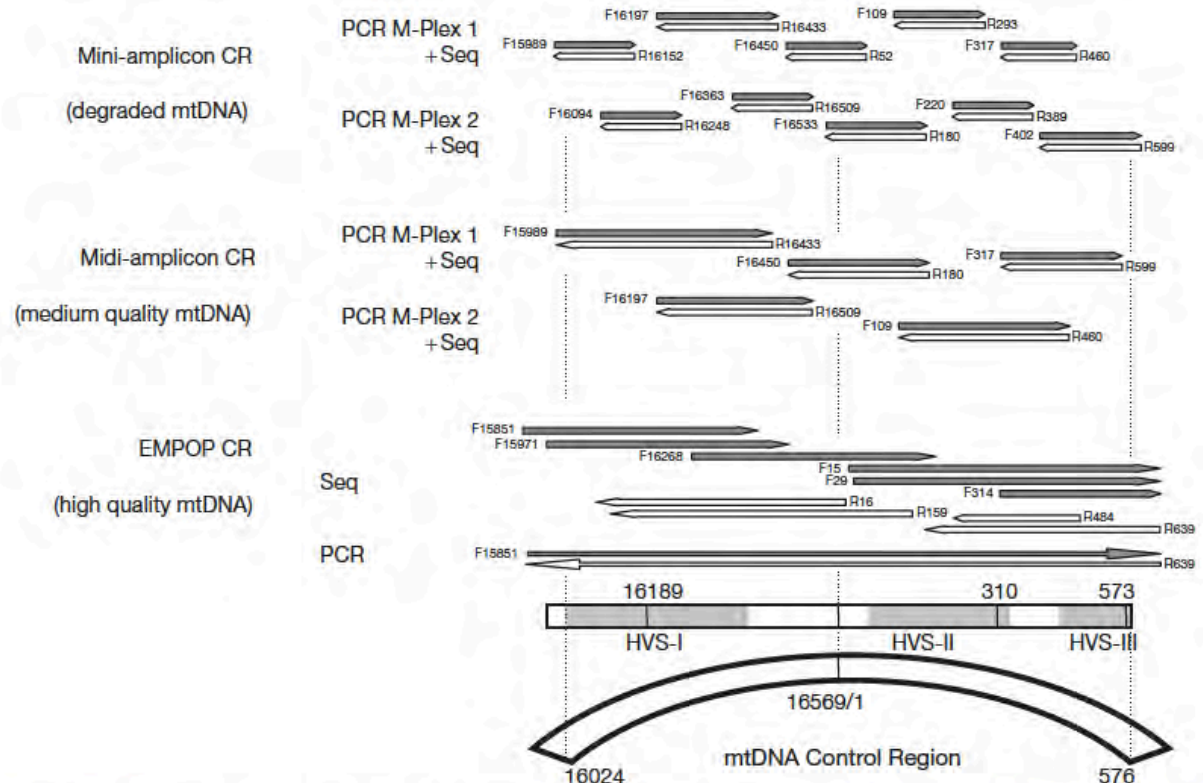 F16197
F109
PCR M-Plex 1
R16433
R293
Mini-amplicon CR
F15989
F16450
F317
+Seq
R16152
R52
R460
(degraded mtDNA)
F16363
F220
F16094
R16509
R389
PCR M-Plex 2
F16533
F402
+Seq
R16248
R180
R599
F15989
PCR M-Plex 1
R16433
Midi-amplicon CR
+Seq
F16450
F317
R180
R599
(medium quality mtDNA)
F16197
PCR M-Plex 2
R16509
+Seq
F109
R460
F15851
EMPOP CR
F15971
F16268
F15
Seq
F29
(high quality mtDNA)
F314
R16
R159
R484
R639
PCR
F15851
R639
16189
310
573
HVS-I
HVS-II
HVS-III
16569/1
mtDNA Control Region
16024
576